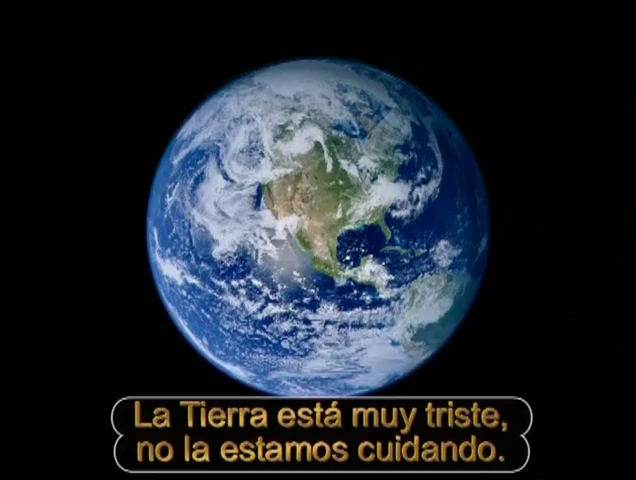 La Tierra está muy triste,
no la estamos cuidando.